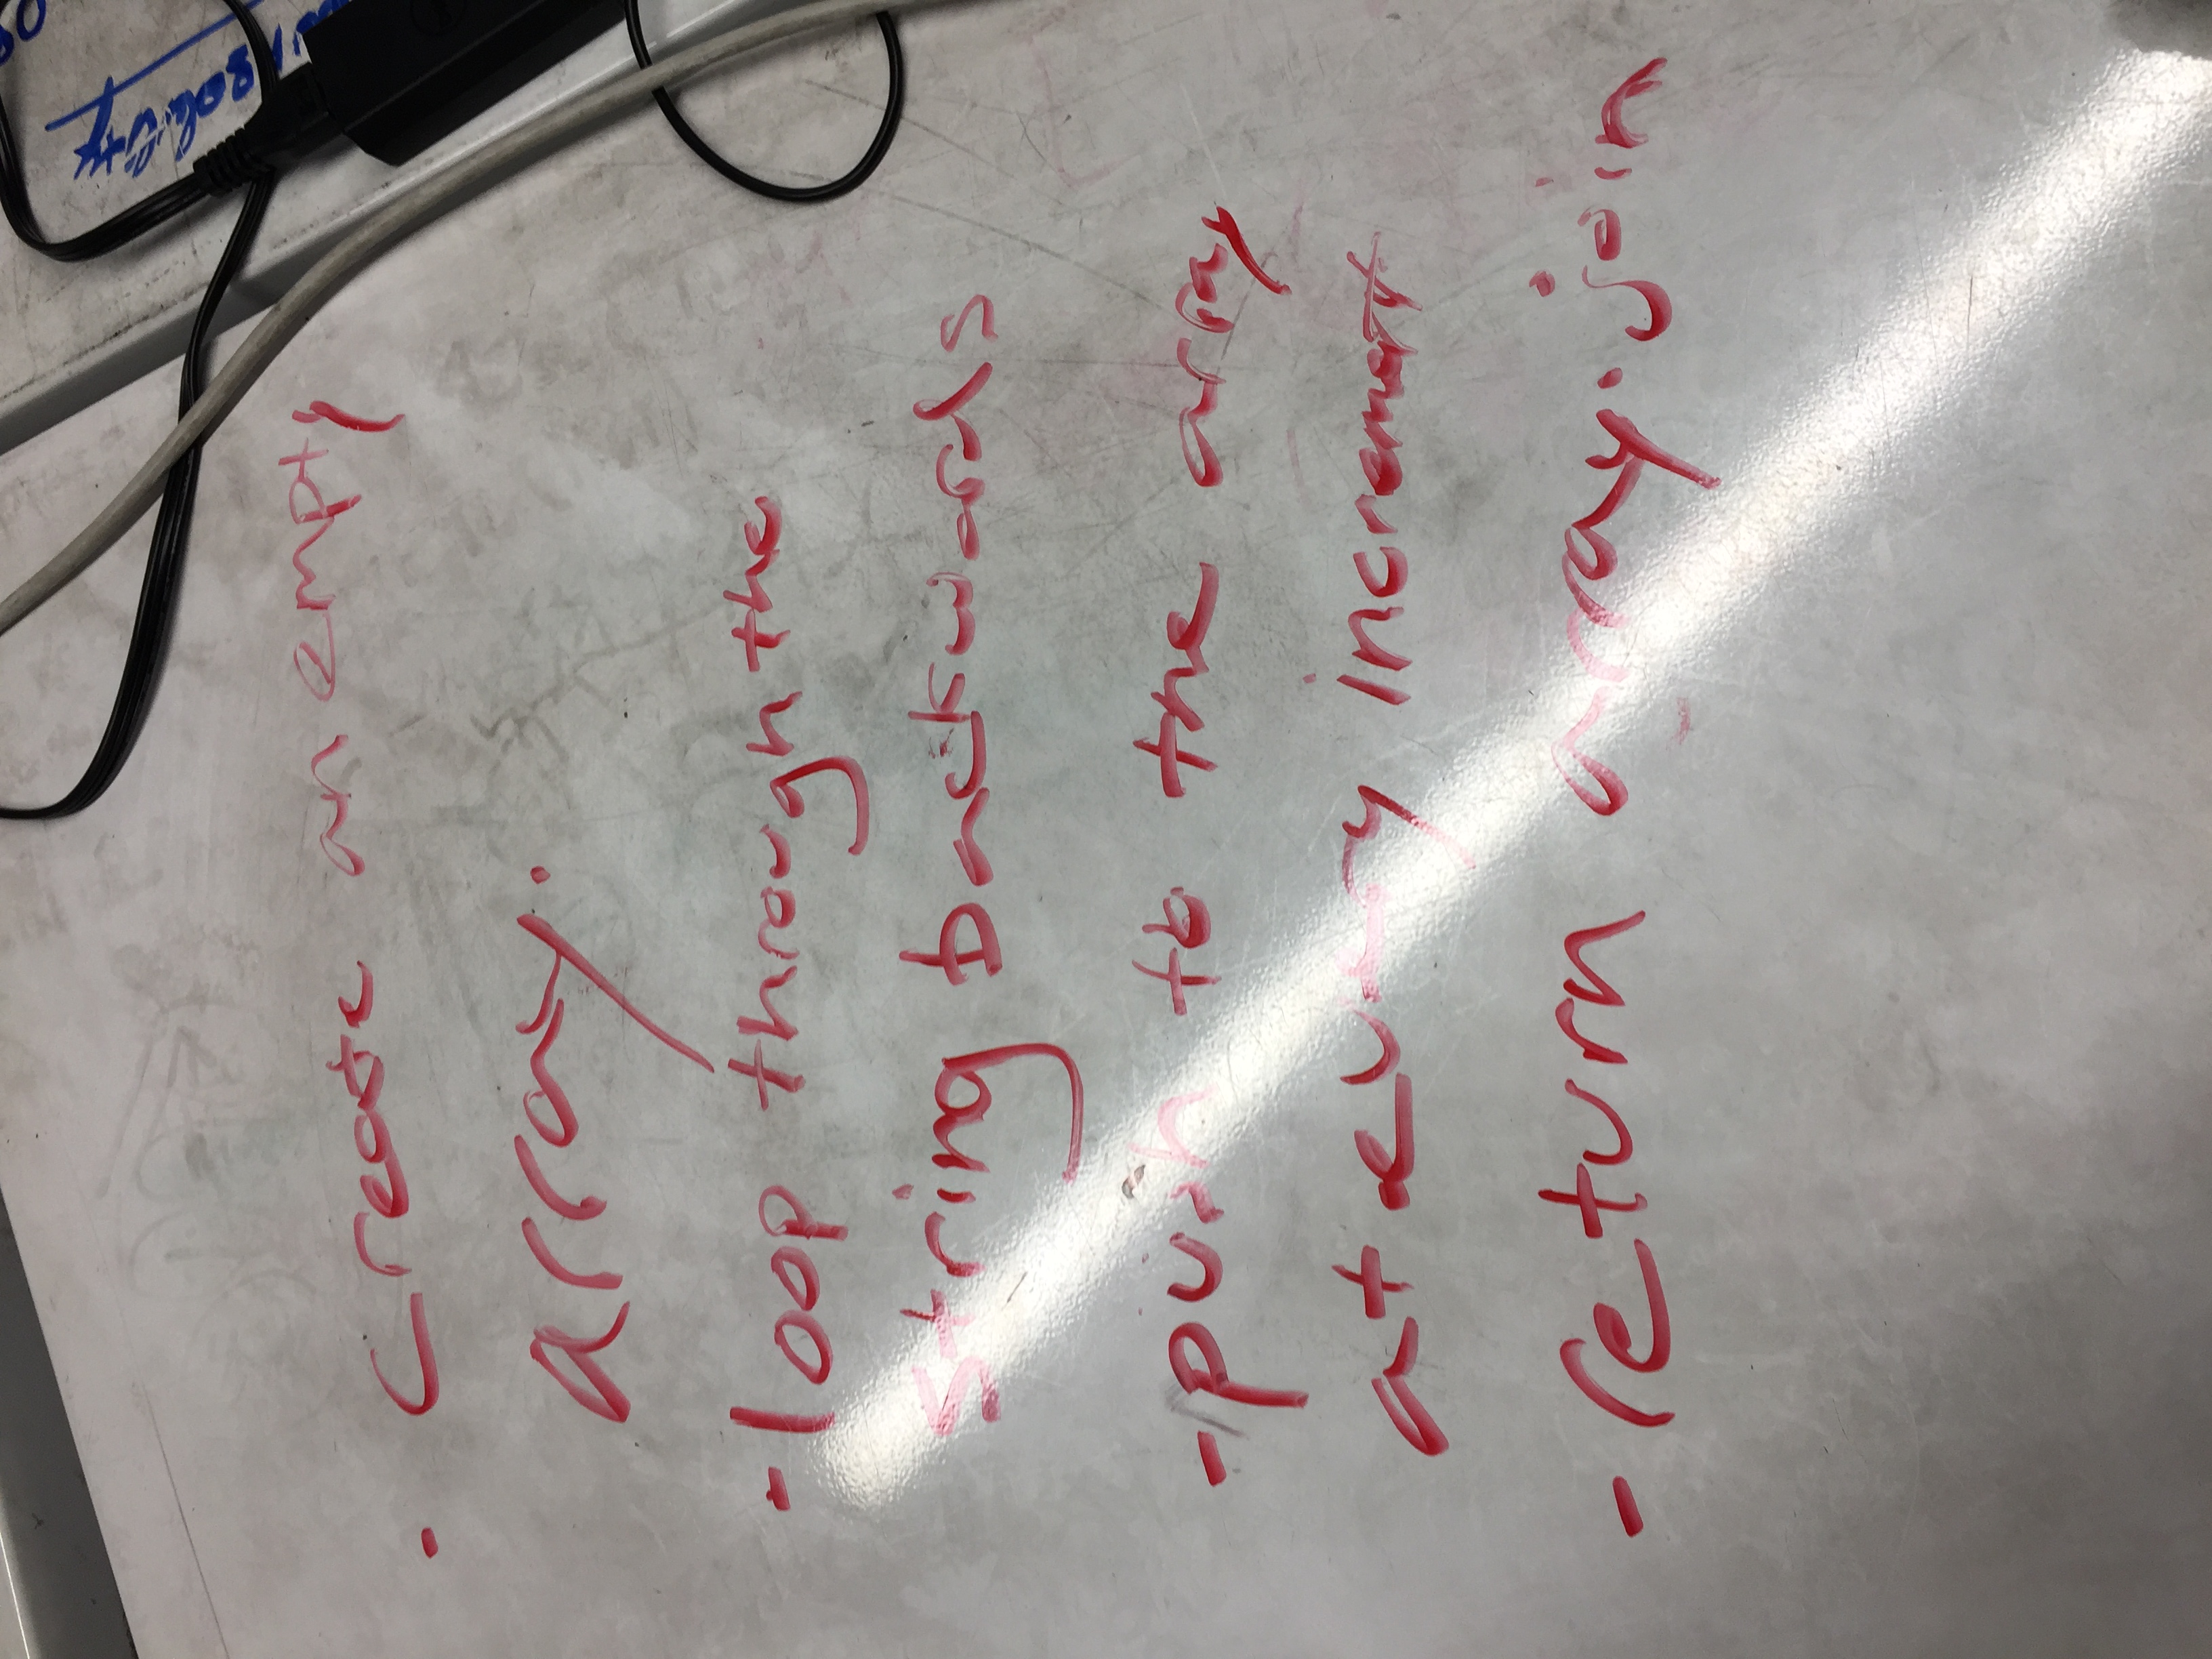 - create an empty
array.
- loop through the
string backwards
- push to the array
at every increment
- return array.join